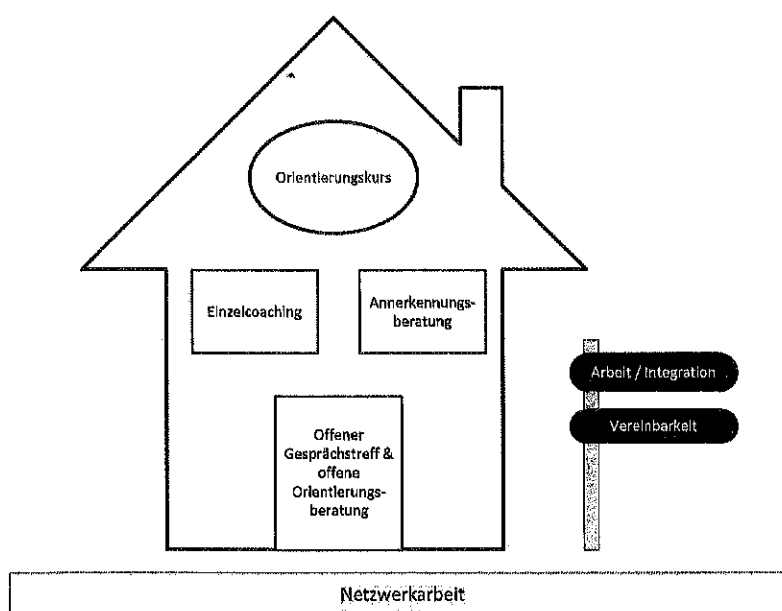 Orientierungskurs
Einzelcoaching
Annerkennungs-
beratung
Arbeit / Integration
Vereinbarkeit
Offener
Gesprächstreff &
offene
Orientierungs-
beratung
Netzwerkarbeit